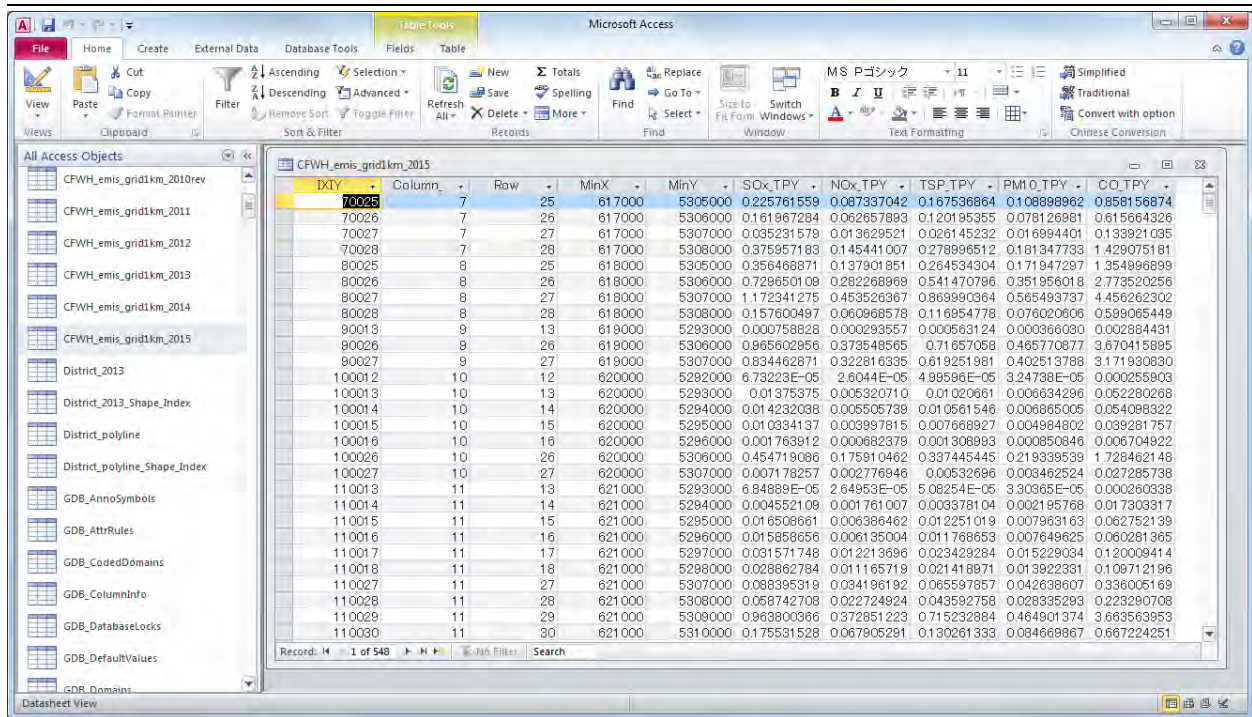 Table Tools
Microsoft Access
File Home Create External Data Database Tools Fields Table
View
Views
Paste
Cut
Copy
Format Painter
Clipboard
Filter
Ascending
Descending
Remove Sort
Selection
Advanced
Toggle Filter
Sort & Filter
Refresh All
New
Save
Delete
Totals
Spelling
More
Records
Find
Replace
Go To
Select
Find
Size to Fit Form
Switch Windows
Window
MS Pゴシック 11
B I U
A
Text Formatting
Simplified
Traditional
Convert with option
Chinese Conversion
All Access Objects
CFWH_emis_grid1km_2010rev
CFWH_emis_grid1km_2011
CFWH_emis_grid1km_2012
CFWH_emis_grid1km_2013
CFWH_emis_grid1km_2014
CFWH_emis_grid1km_2015
District_2013
District_2013_Shape_Index
District_polyline
District_polyline_Shape_Index
GDB_AnnoSymbols
GDB_AttrRules
GDB_CodedDomains
GDB_ColumnInfo
GDB_DatabaseLocks
GDB_DefaultValues
GDB_Domains
CFWH_emis_grid1km_2015
IXIY Column_ Row MinX MinY SOx_TPY NOx_TPY TSP_TPY PM10_TPY CO_TPY
70025 7 25 617000 5305000 0.225761559 0.087337042 0.167536864 0.108898962 0.858156874
70026 7 26 617000 5306000 0.161967284 0.062657893 0.120195355 0.078126981 0.615664326
70027 7 27 617000 5307000 0.035231579 0.013629521 0.026145232 0.016994401 0.133921035
70028 7 28 617000 5308000 0.375957183 0.145441007 0.278996512 0.181347733 1.429075181
80025 8 25 618000 5305000 0.356468871 0.137901851 0.264534304 0.171947297 1.354996899
80026 8 26 618000 5306000 0.729650109 0.282268969 0.541470796 0.351956018 2.773520256
80027 8 27 618000 5307000 1.172341275 0.453526367 0.869990364 0.565493737 4.456262302
80028 8 28 618000 5308000 0.157600497 0.060968578 0.116954778 0.076020606 0.599065449
90013 9 13 619000 5293000 0.000758828 0.000293557 0.000563124 0.000366030 0.002884431
90026 9 26 619000 5306000 0.965602956 0.373548565 0.71657058 0.465770877 3.670415895
90027 9 27 619000 5307000 0.834462871 0.322816335 0.619251981 0.402513788 3.171930830
100012 10 12 620000 5292000 6.73223E-05 2.6044E-05 4.99596E-05 3.24738E-05 0.000255903
100013 10 13 620000 5293000 0.01375375 0.005320710 0.01020661 0.006634296 0.052280268
100014 10 14 620000 5294000 0.014232038 0.005505739 0.010561546 0.006865005 0.054098322
100015 10 15 620000 5295000 0.010334137 0.003997815 0.007668927 0.004984802 0.039281757
100016 10 16 620000 5296000 0.001763912 0.000682379 0.001308993 0.000850846 0.006704922
100026 10 26 620000 5306000 0.454719086 0.175910462 0.337445445 0.219339539 1.728462148
100027 10 27 620000 5307000 0.007178257 0.002776946 0.00532696 0.003462524 0.027285738
110013 11 13 621000 5293000 6.84889E-05 2.64953E-05 5.08254E-05 3.30365E-05 0.000260338
110014 11 14 621000 5294000 0.004552109 0.001761007 0.003378104 0.002195768 0.017303317
110015 11 15 621000 5295000 0.016508661 0.006386462 0.012251019 0.007963163 0.062752139
110016 11 16 621000 5296000 0.015858656 0.006135004 0.011768653 0.007649625 0.060281365
110017 11 17 621000 5297000 0.031571748 0.012213696 0.023429284 0.015229034 0.120009414
110018 11 18 621000 5298000 0.028862784 0.011165719 0.021418971 0.013922331 0.109712196
110027 11 27 621000 5307000 0.088395319 0.034196192 0.065597857 0.042638607 0.336005169
110028 11 28 621000 5308000 0.058742708 0.022724924 0.043592758 0.028335293 0.223290708
110029 11 29 621000 5309000 0.963800366 0.372851223 0.715232884 0.464901374 3.663563953
110030 11 30 621000 5310000 0.175531528 0.067905291 0.130261333 0.084669867 0.667224251
Record: 1 of 548 No Filter Search
Datasheet View